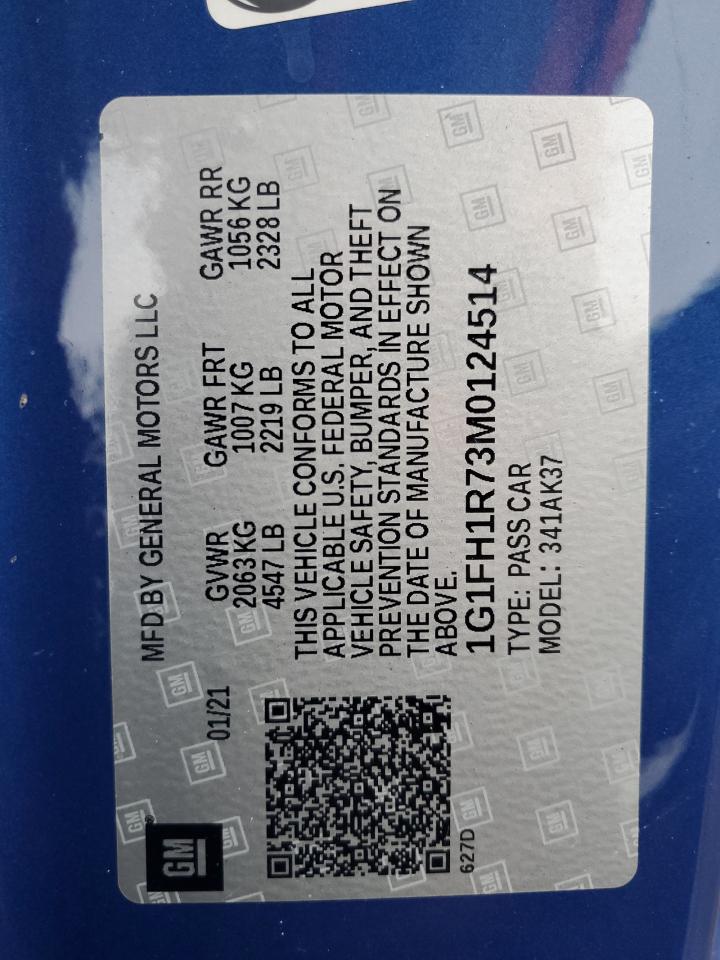 GM
MFD BY GENERAL MOTORS LLC
01/21
GVWR GAWR FRT GAWR RR
2063 KG 1007 KG 1056 KG
4547 LB 2219 LB 2328 LB
THIS VEHICLE CONFORMS TO ALL
APPLICABLE U.S. FEDERAL MOTOR
VEHICLE SAFETY, BUMPER, AND THEFT
PREVENTION STANDARDS IN EFFECT ON
THE DATE OF MANUFACTURE SHOWN
ABOVE.
1G1FH1R73M0124514
TYPE: PASS CAR
MODEL: 341AK37
627D